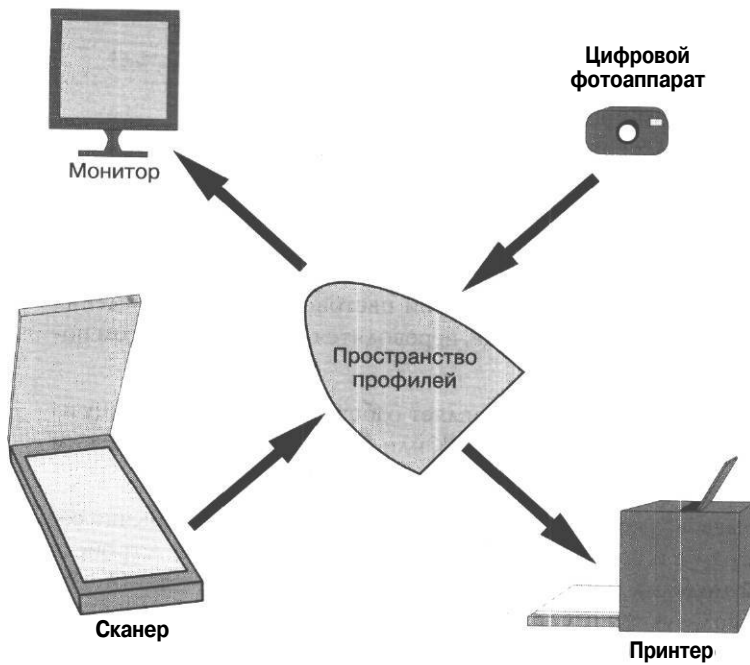 Цифровой
фотоаппарат
Монитор
Пространство
профилей
Сканер
Принтер